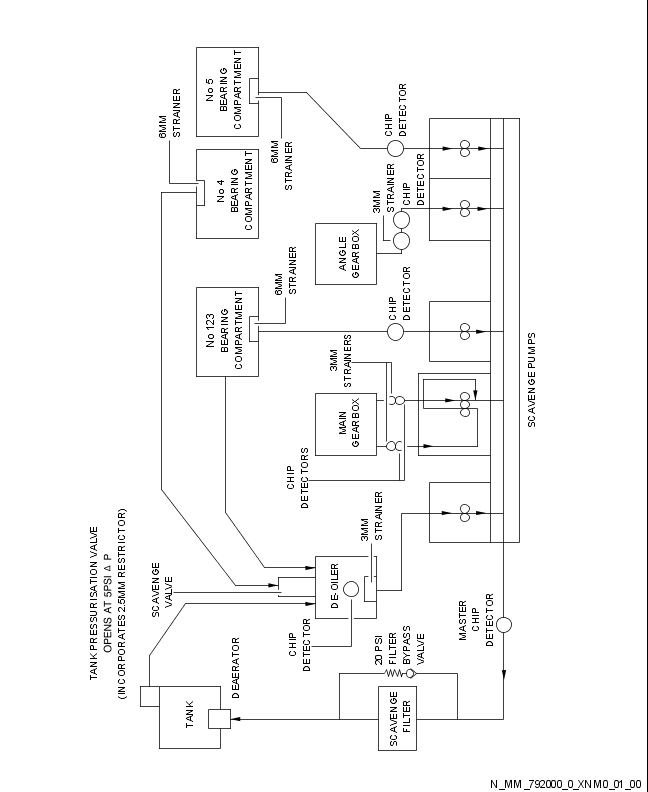 No 5
BEARING
COMPARTMENT
6MM
STRAINER
6MM
STRAINER
CHIP
DETECTOR
No 4
BEARING
COMPARTMENT
3MM
STRAINER
CHIP
DETECTOR
ANGLE
GEARBOX
6MM
STRAINER
No 123
BEARING
COMPARTMENT
CHIP
DETECTOR
3MM
STRAINERS
SCAVENGE PUMPS
MAIN
GEARBOX
CHIP
DETECTORS
3MM
STRAINER
TANK PRESSURISATION VALVE
OPENS AT 5PSI Δ P
(INCORPORATES 2.5MM RESTRICTOR)
SCAVENGE
VALVE
DE-OILER
CHIP
DETECTOR
MASTER
CHIP
DETECTOR
20 PSI
FILTER
BYPASS
VALVE
DEAERATOR
TANK
SCAVENGE
FILTER
N_MM_792000_0_XNM0_01_00